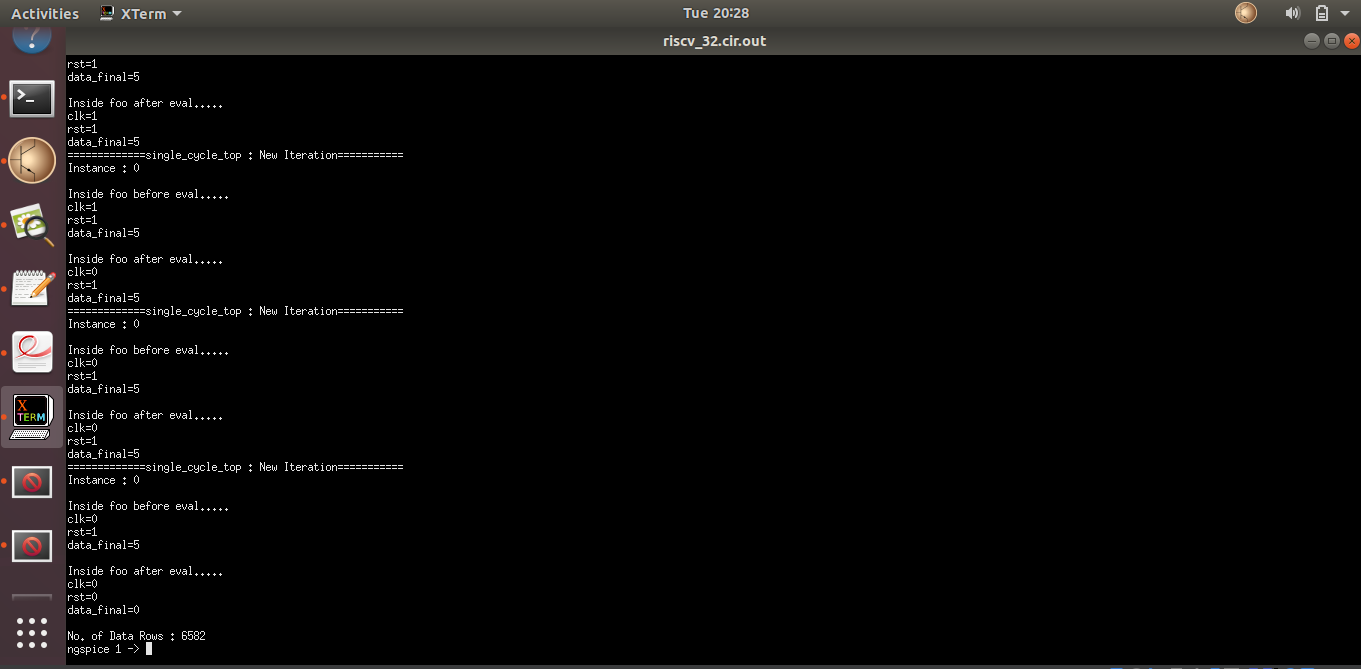 Activities XTerm Tue 20:28
riscv_32.cir.out
rst=1
data_final=5
Inside foo after eval.....
clk=1
rst=1
data_final=5
=============single_cycle_top : New Iteration===========
Instance : 0
Inside foo before eval.....
clk=1
rst=1
data_final=5
Inside foo after eval.....
clk=0
rst=1
data_final=5
=============single_cycle_top : New Iteration===========
Instance : 0
Inside foo before eval.....
clk=0
rst=1
data_final=5
Inside foo after eval.....
clk=0
rst=1
data_final=5
=============single_cycle_top : New Iteration===========
Instance : 0
Inside foo before eval.....
clk=0
rst=1
data_final=5
Inside foo after eval.....
clk=0
rst=0
data_final=0
No. of Data Rows : 6582
ngspice 1 ->
X
TERM